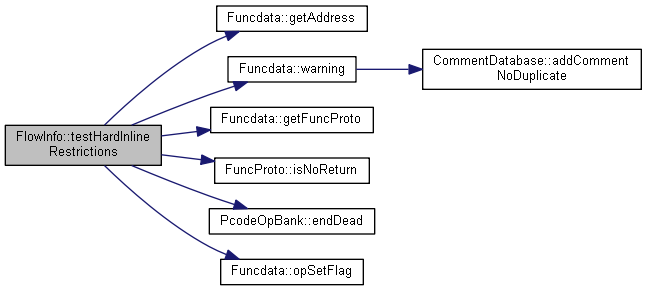 Funcdata::getAddress
Funcdata::warning
CommentDatabase::addComment
NoDuplicate
Funcdata::getFuncProto
FlowInfo::testHardInline
Restrictions
FuncProto::isNoReturn
PcodeOpBank::endDead
Funcdata::opSetFlag